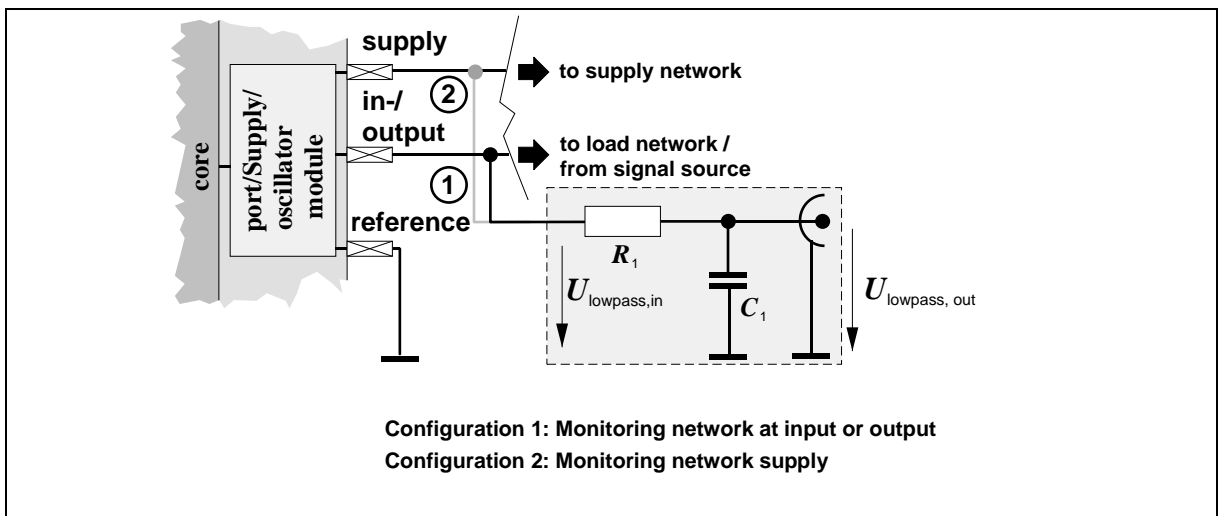 supply
to supply network
2
in-/
output
to load network /
from signal source
core
port/Supply/
oscillator
module
1
reference
R1
Ulowpass,in
C1
Ulowpass, out
Configuration 1: Monitoring network at input or output
Configuration 2: Monitoring network supply